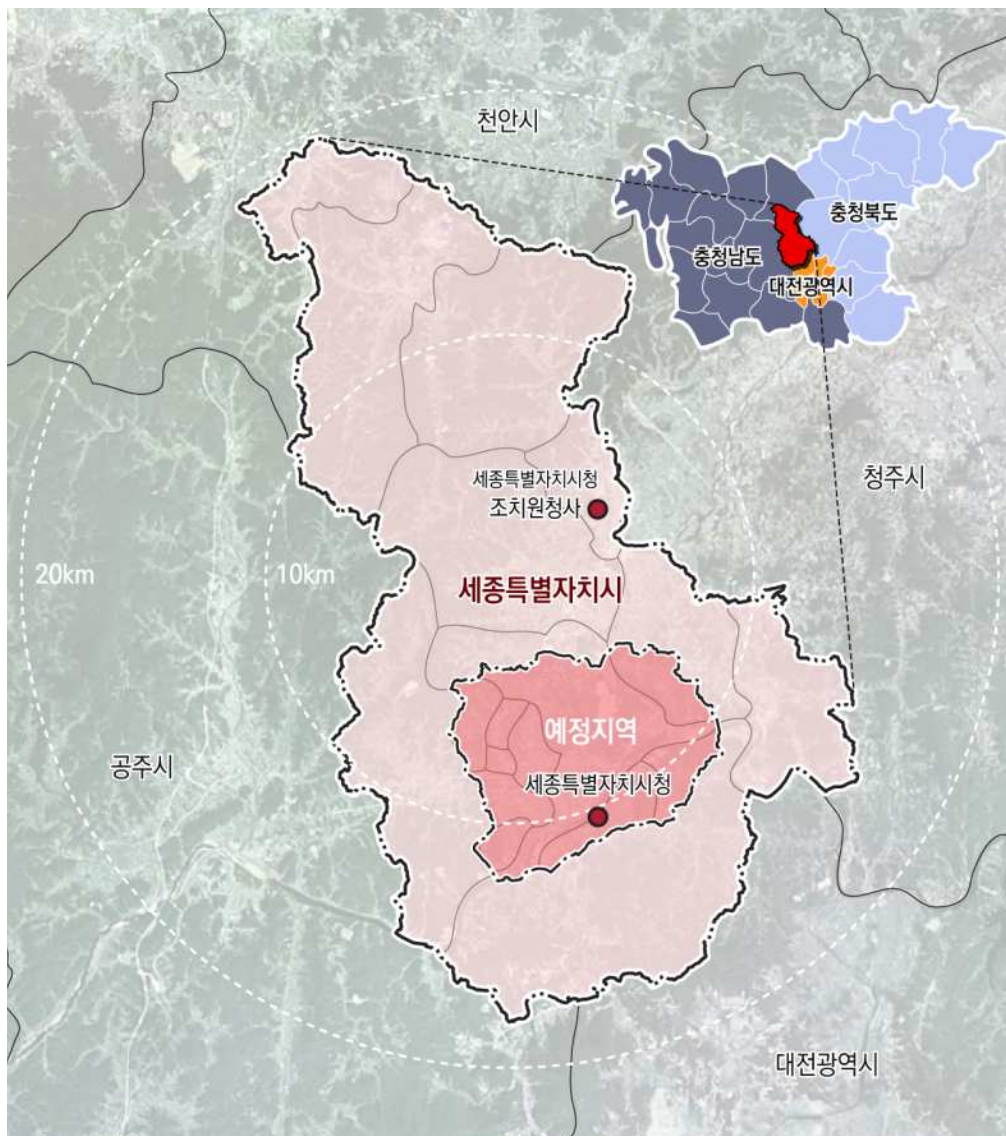 천안시
충청북도
충청남도
대전광역시
청주시
세종특별자치시청
조치원청사
20km
10km
세종특별자치시
예정지역
공주시
세종특별자치시청
대전광역시